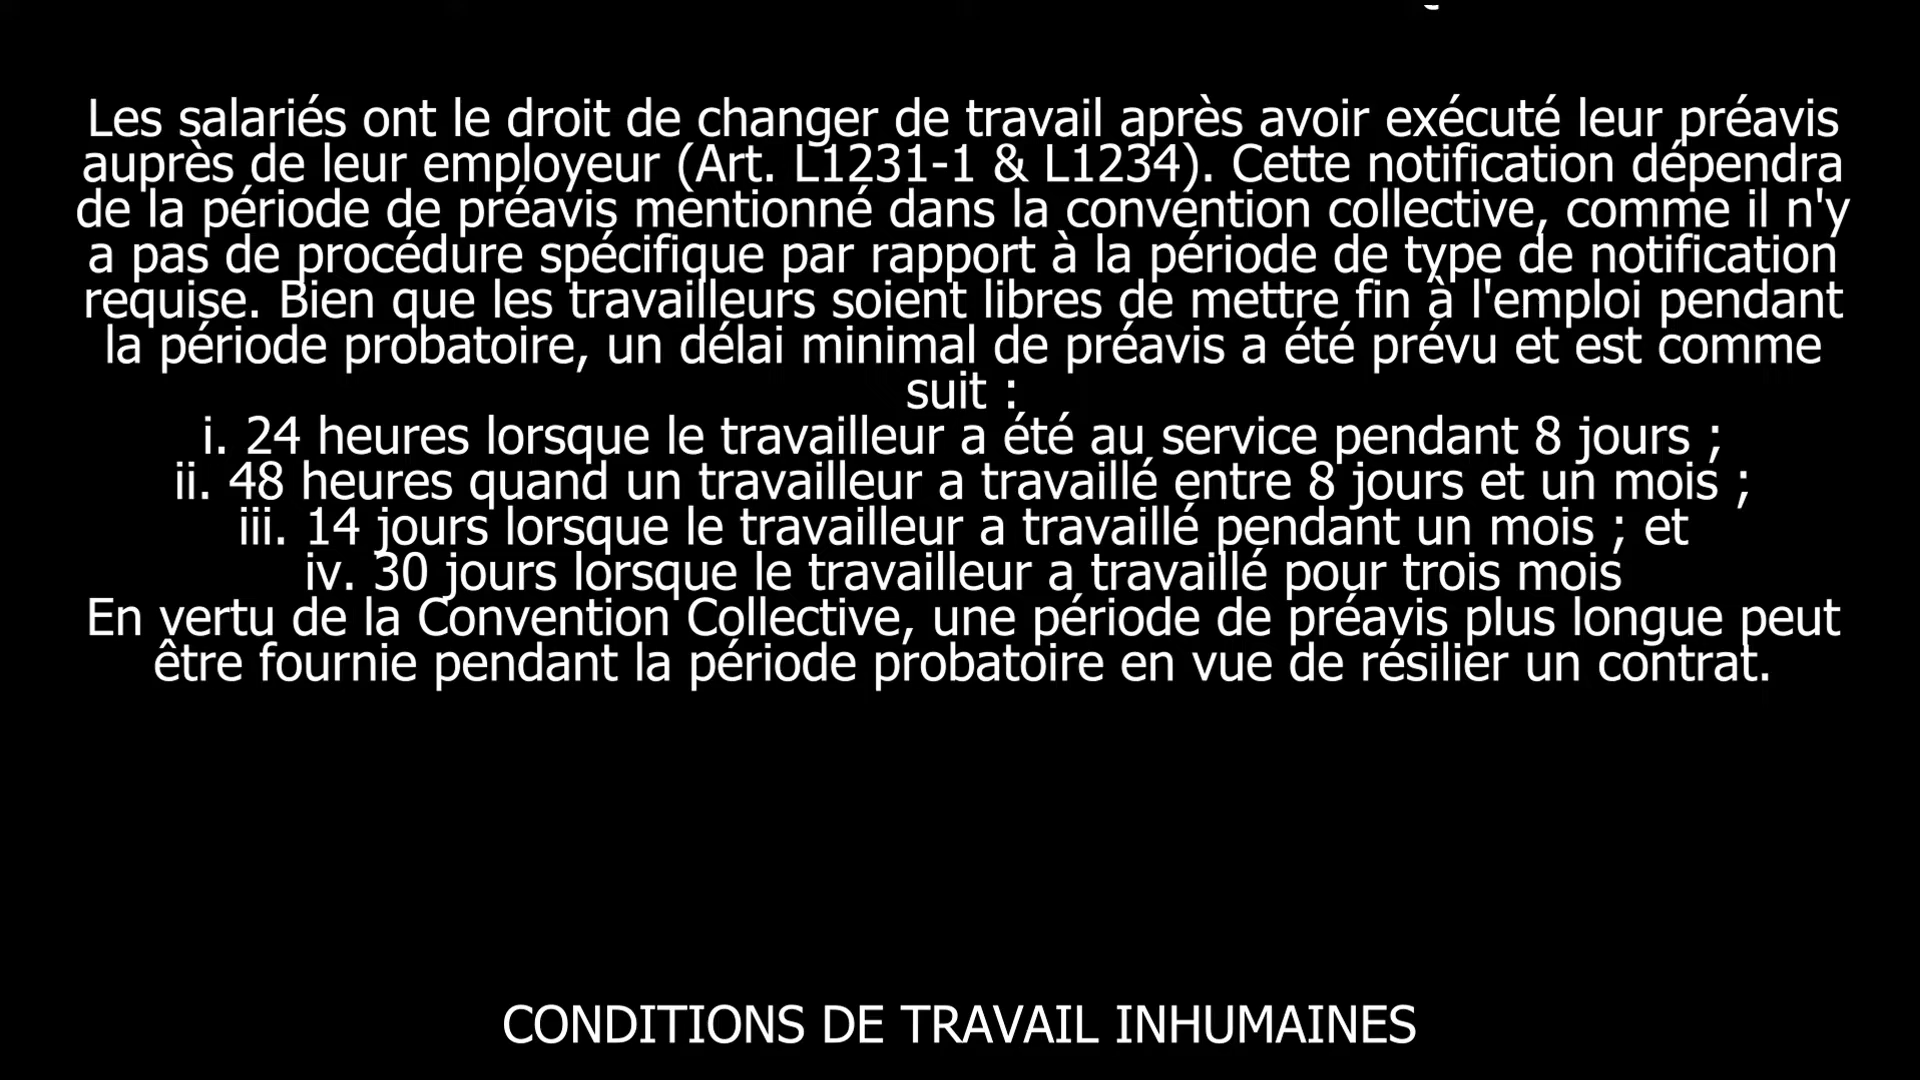 Les salariés ont le droit de changer de travail après avoir exécuté leur préavis
auprès de leur employeur (Art. L1231-1 & L1234). Cette notification dépendra
de la période de préavis mentionné dans la convention collective, comme il n'y
a pas de procédure spécifique par rapport à la période de type de notification
requise. Bien que les travailleurs soient libres de mettre fin à l'emploi pendant
la période probatoire, un délai minimal de préavis a été prévu et est comme
suit :
i. 24 heures lorsque le travailleur a été au service pendant 8 jours ;
ii. 48 heures quand un travailleur a travaillé entre 8 jours et un mois ;
iii. 14 jours lorsque le travailleur a travaillé pendant un mois ; et
iv. 30 jours lorsque le travailleur a travaillé pour trois mois
En vertu de la Convention Collective, une période de préavis plus longue peut
être fournie pendant la période probatoire en vue de résilier un contrat.
CONDITIONS DE TRAVAIL INHUMAINES